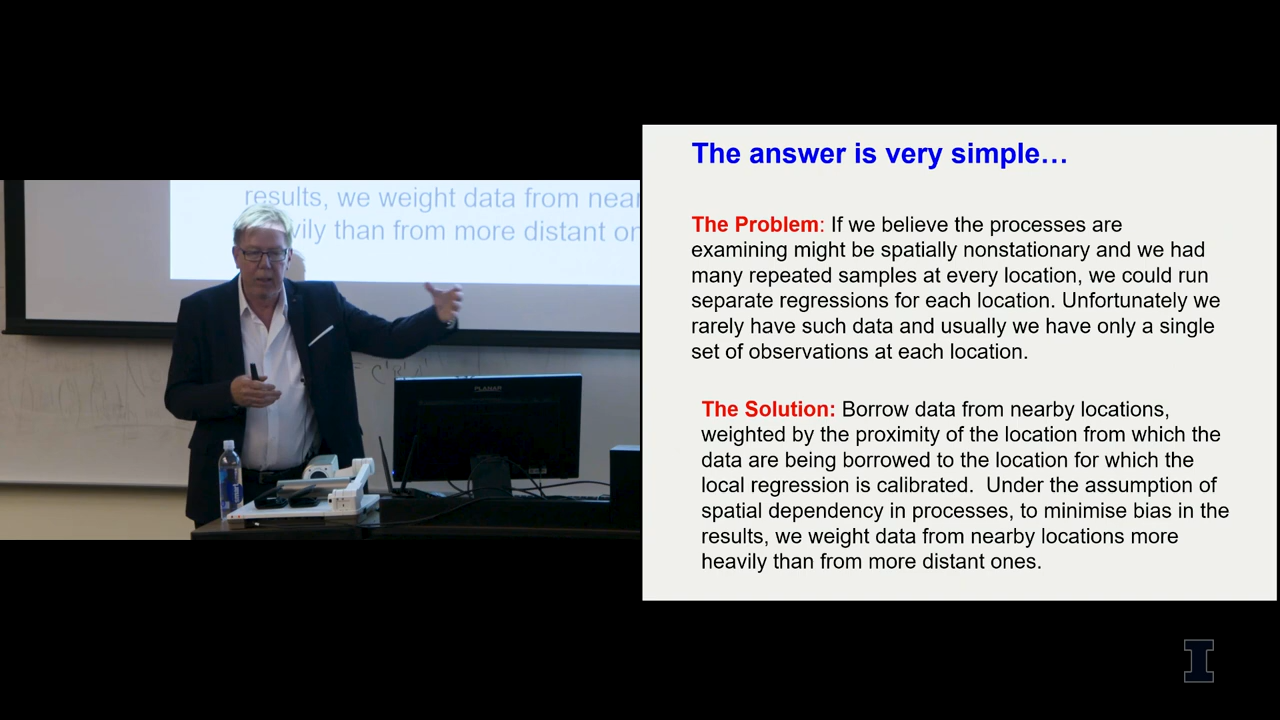 results, we weight data from near
vily than from more distant or
PLANAR
The answer is very simple…
The Problem: If we believe the processes are
examining might be spatially nonstationary and we had
many repeated samples at every location, we could run
separate regressions for each location. Unfortunately we
rarely have such data and usually we have only a single
set of observations at each location.
The Solution: Borrow data from nearby locations,
weighted by the proximity of the location from which the
data are being borrowed to the location for which the
local regression is calibrated. Under the assumption of
spatial dependency in processes, to minimise bias in the
results, we weight data from nearby locations more
heavily than from more distant ones.
I